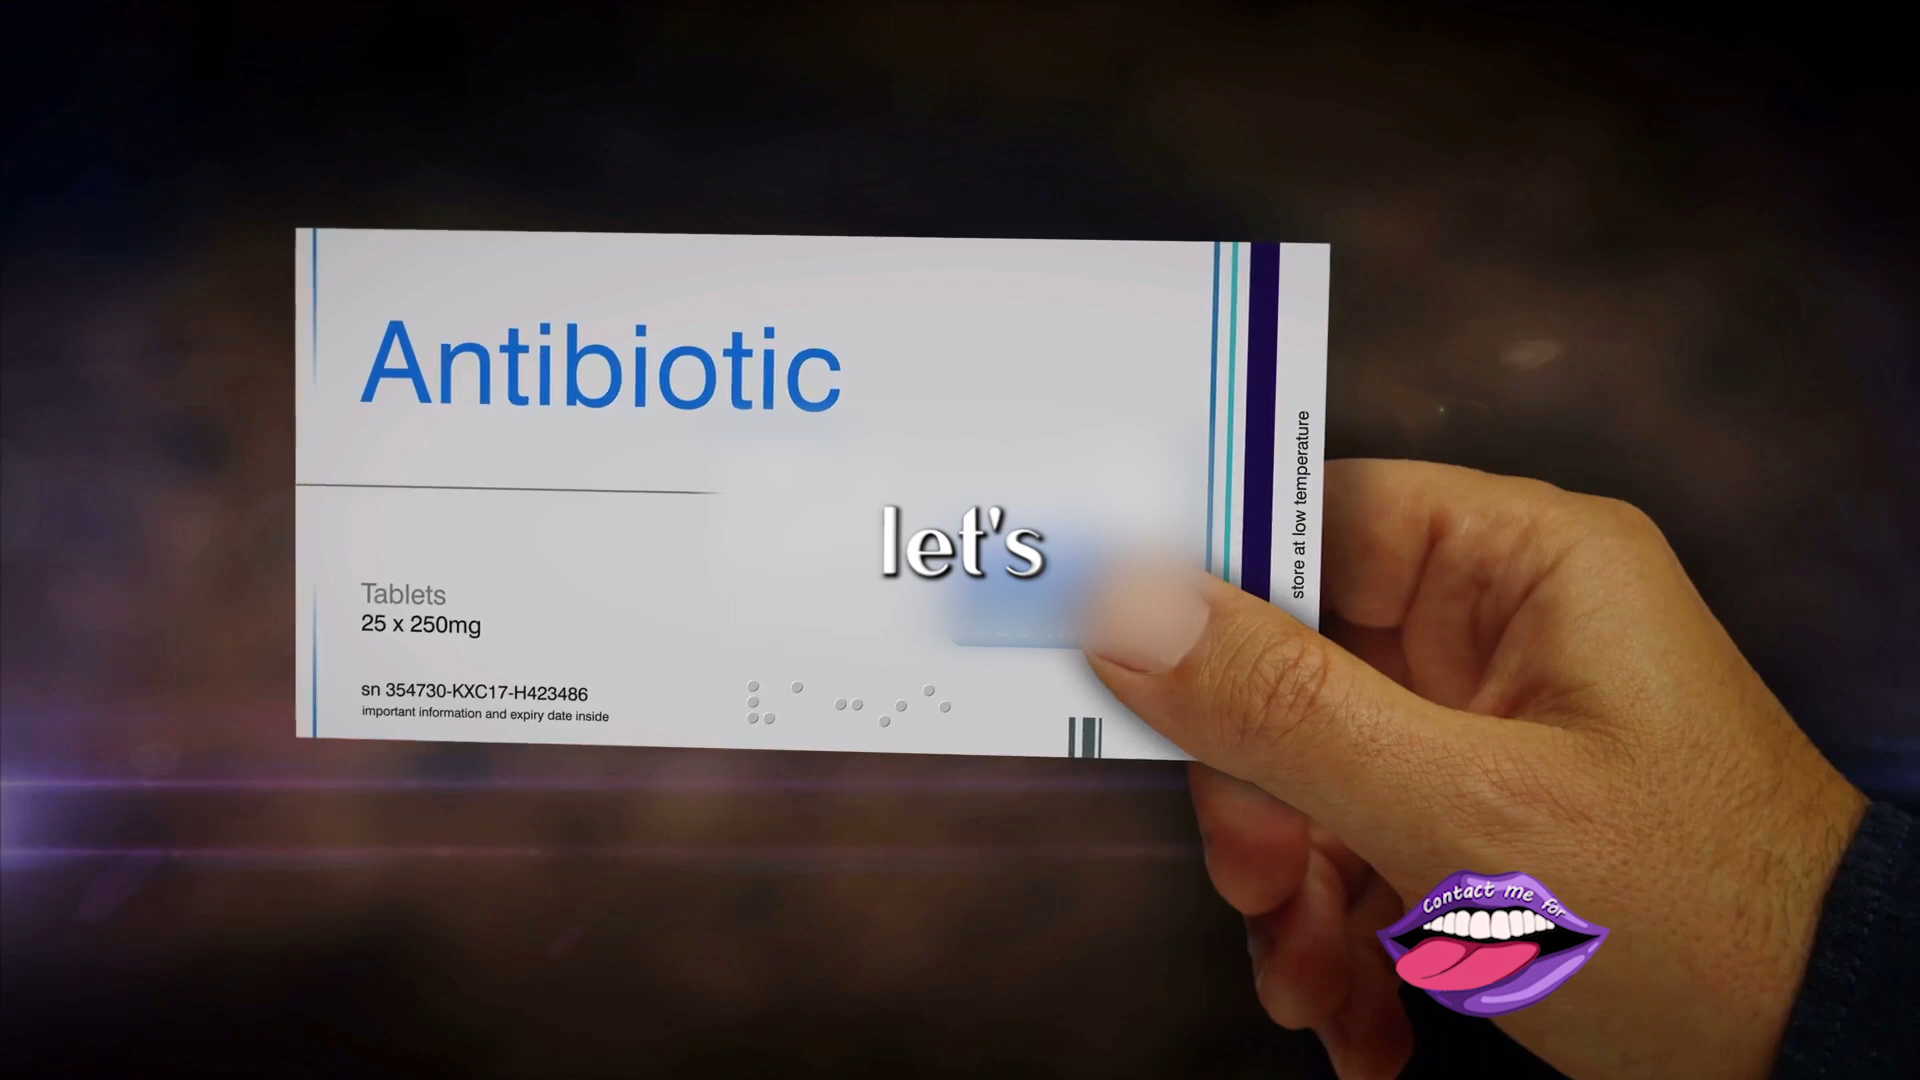 Antibiotic
let's
Tablets
25 x 250mg
sn 354730-KXC17-H423486
important information and expiry date inside
store at low temperature
Contact me for